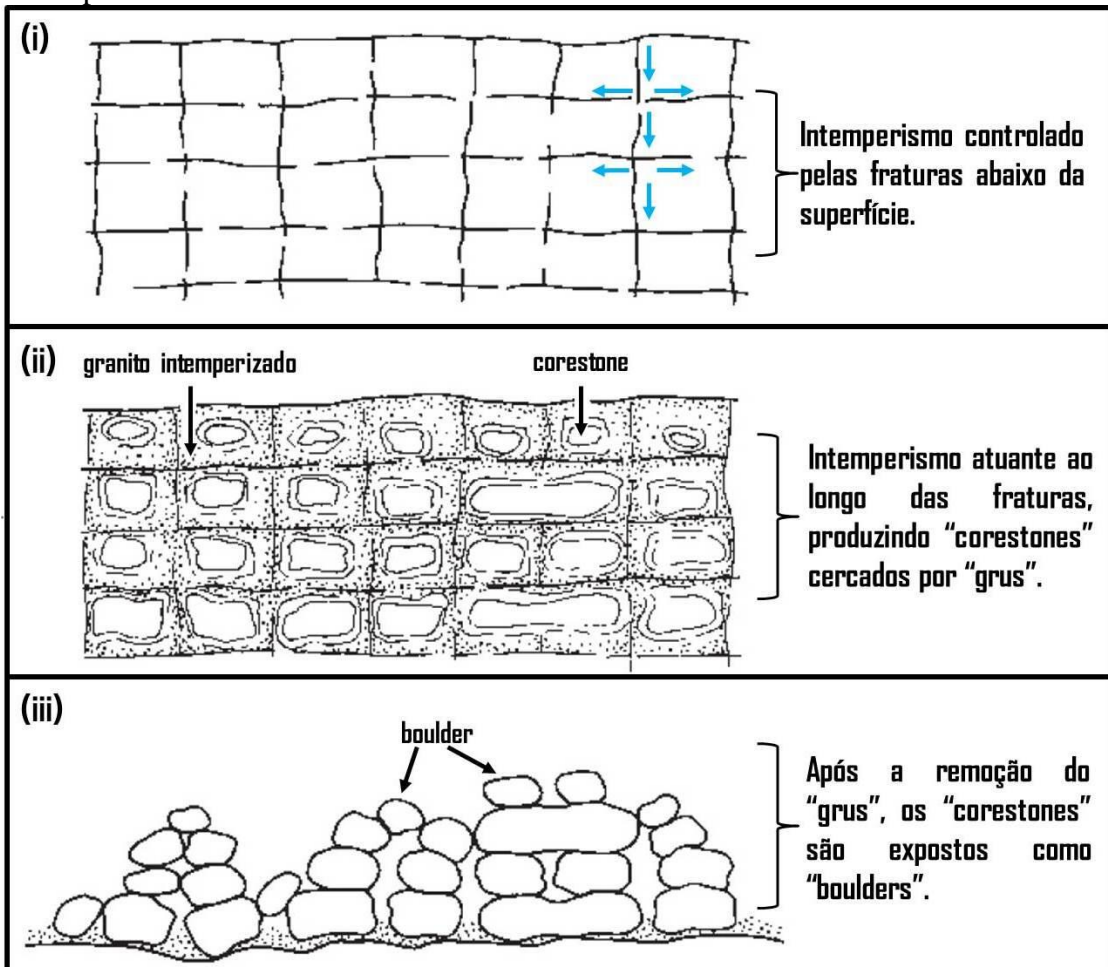 (i)
Intemperismo controlado
pelas fraturas abaixo da
superfície.
(ii)
granito intemperizado
corestone
Intemperismo atuante ao
longo das fraturas,
produzindo “corestones”
cercados por “grus”.
(iii)
boulder
Após a remoção do
“grus”, os “corestones”
são expostos como
“boulders”.